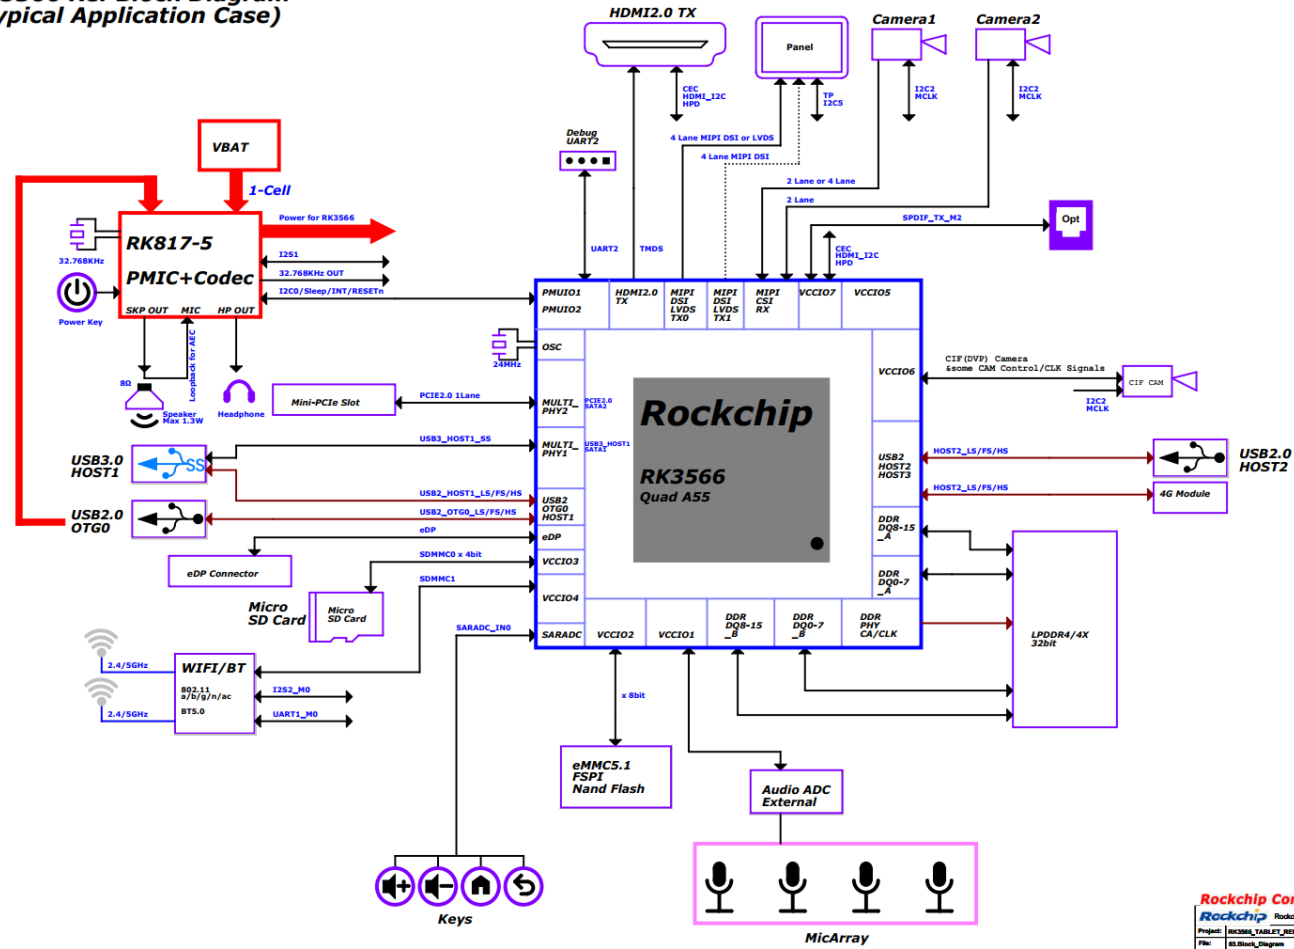 Block Diagram
Typical Application Case)
HDMI2.0 TX
Panel
Camera1
Camera2
CEC
HDMI_I2C
HPD
TP
I2C5
I2C2
MCLK
I2C2
MCLK
Debug
UART2
4 Lane MIPI DSI or LVDS
4 Lane MIPI DSI
2 Lane or 4 Lane
2 Lane
VBAT
1-Cell
Power for RK3566
SPDIF_TX_M2
Opt
RK817-5
PMIC+Codec
32.768KHz
Power Key
I2S1
32.768KHz OUT
I2C0/Sleep/INT/RESETn
UART2
TMDS
CEC
HDMI_I2C
HPD
SKP OUT
MIC
HP OUT
Loopback for AEC
8Ω
Speaker
Max 1.3W
Headphone
PMUIO1
PMUIO2
HDMI2.0
TX
MIPI
DSI
LVDS
TX0
MIPI
DSI
LVDS
TX1
MIPI
CSI
RX
VCCIO7
VCCIO5
OSC
24MHz
VCCIO6
CIF(DVP) Camera
&some CAM Control/CLK Signals
CIF CAM
I2C2
MCLK
Mini-PCIe Slot
PCIE2.0 1Lane
MULTI_
PHY2
PCIE2.0
SATA2
Rockchip
RK3566
Quad A55
USB3.0
HOST1
SS
USB3_HOST1_SS
MULTI_
PHY1
USB3_HOST1
SATA1
USB2
HOST2
HOST3
HOST2_LS/FS/HS
USB2.0
HOST2
HOST2_LS/FS/HS
4G Module
USB2_HOST1_LS/FS/HS
USB2
OTG0
HOST1
USB2.0
OTG0
USB2_OTG0_LS/FS/HS
eDP
eDP
eDP Connector
DDR
DQ8-15
_A
DDR
DQ0-7
_A
SDMMC0 x 4bit
VCCIO3
SDMMC1
VCCIO4
Micro
SD Card
Micro
SD Card
SARADC_IN0
SARADC
VCCIO2
VCCIO1
DDR
DQ8-15
_B
DDR
DQ0-7
_B
DDR
PHY
CA/CLK
LPDDR4/4X
32bit
2.4/5GHz
2.4/5GHz
WIFI/BT
802.11
a/b/g/n/ac
BT5.0
I2S2_M0
UART1_M0
x 8bit
eMMC5.1
FSPI
Nand Flash
Audio ADC
External
Keys
MicArray
Rockchip
Rockchip
Project:
File:
03.Block_Diagram